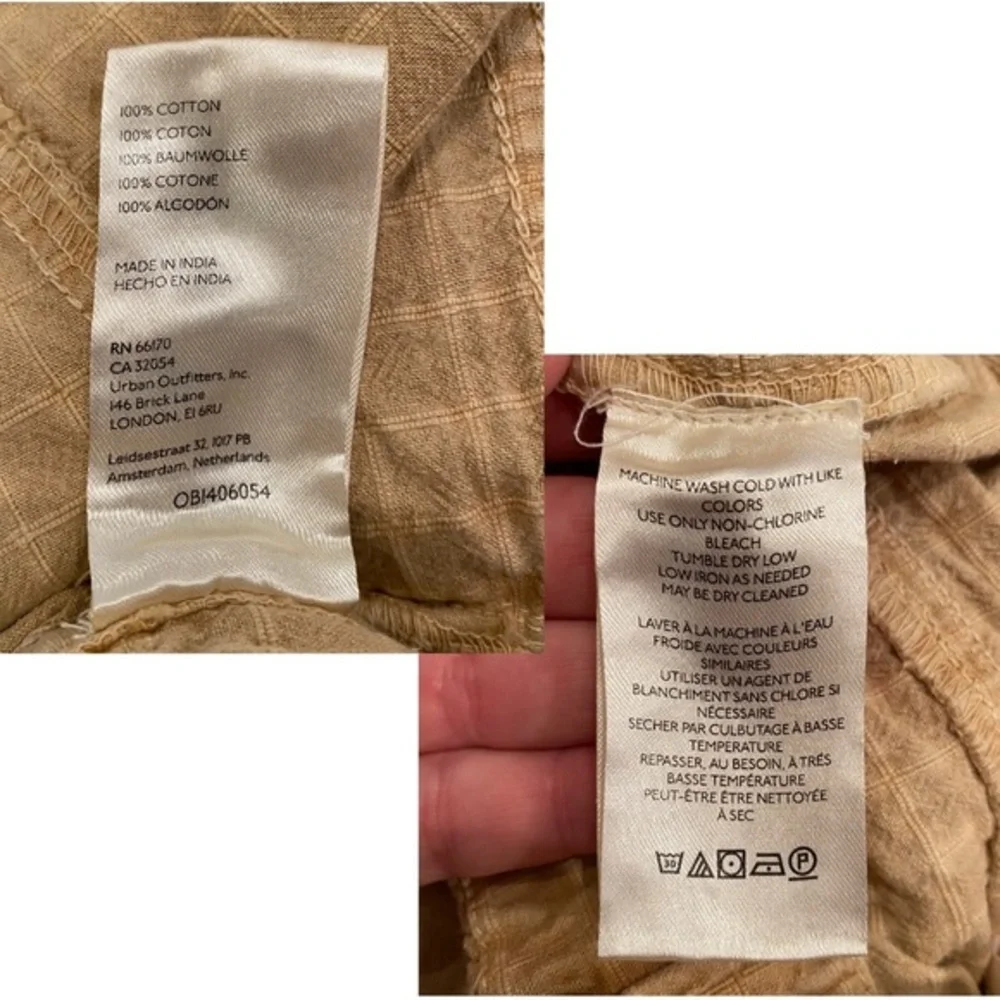 100% COTTON
100% COTON
100% BAUMWOLLE
100% COTONE
100% ALGODÓN
MADE IN INDIA
HECHO EN INDIA
RN 66170
CA 32054
Urban Outfitters, Inc.
146 Brick Lane
LONDON, E1 6RU
Leidsestraat 32, 1017 PB
Amsterdam, Netherlands
OB1406054
MACHINE WASH COLD WITH LIKE
COLORS
USE ONLY NON-CHLORINE
BLEACH
TUMBLE DRY LOW
LOW IRON AS NEEDED
MAY BE DRY CLEANED
LAVER À LA MACHINE À L'EAU
FROIDE AVEC COULEURS
SIMILAIRES
UTILISER UN AGENT DE
BLANCHIMENT SANS CHLORE SI
NÉCESSAIRE
SECHER PAR CULBUTAGE À BASSE
TEMPERATURE
REPASSER, AU BESOIN, À TRÉS
BASSE TEMPÉRATURE
PEUT-ÊTRE ÊTRE NETTOYÉE
À SEC
30 P